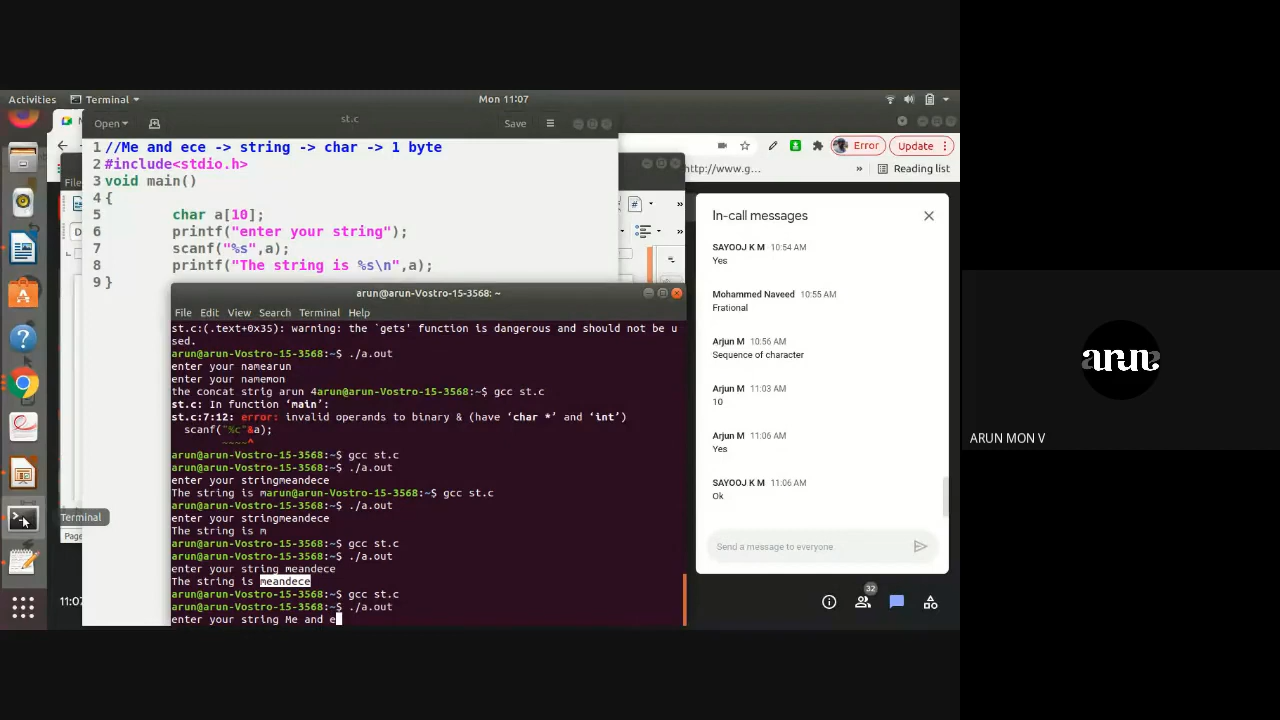 Activities
Terminal
Mon 11:07
Open
st.c
Save
Error
Update
http://www.g...
»
Reading list
File
1 //Me and ece -> string -> char -> 1 byte
2 #include<stdio.h>
3 void main()
4 {
5 char a[10];
6 printf("enter your string");
7 scanf("%s",a);
8 printf("The string is %s\n",a);
9 }
arun@arun-Vostro-15-3568: ~
File Edit View Search Terminal Help
st.c:(.text+0x35): warning: the `gets' function is dangerous and should not be u
sed.
arun@arun-Vostro-15-3568:~$ ./a.out
enter your namearun
enter your namemon
the concat strig arun 4arun@arun-Vostro-15-3568:~$ gcc st.c
st.c: In function ‘main’:
st.c:7:12: error: invalid operands to binary & (have ‘char *’ and ‘int’)
scanf("%c"&a);
~~~~^
arun@arun-Vostro-15-3568:~$ gcc st.c
arun@arun-Vostro-15-3568:~$ ./a.out
enter your stringmeandece
The string is marun@arun-Vostro-15-3568:~$ gcc st.c
arun@arun-Vostro-15-3568:~$ ./a.out
enter your stringmeandece
The string is m
arun@arun-Vostro-15-3568:~$ gcc st.c
arun@arun-Vostro-15-3568:~$ ./a.out
enter your string meandece
The string is meandece
arun@arun-Vostro-15-3568:~$ gcc st.c
arun@arun-Vostro-15-3568:~$ ./a.out
enter your string Me and e
Terminal
Page
11:07
In-call messages
SAYOOJ K M 10:54 AM
Yes
Mohammed Naveed 10:55 AM
Frational
Arjun M 10:56 AM
Sequence of character
Arjun M 11:03 AM
10
Arjun M 11:06 AM
Yes
SAYOOJ K M 11:06 AM
Ok
Send a message to everyone
32
arun
ARUN MON V